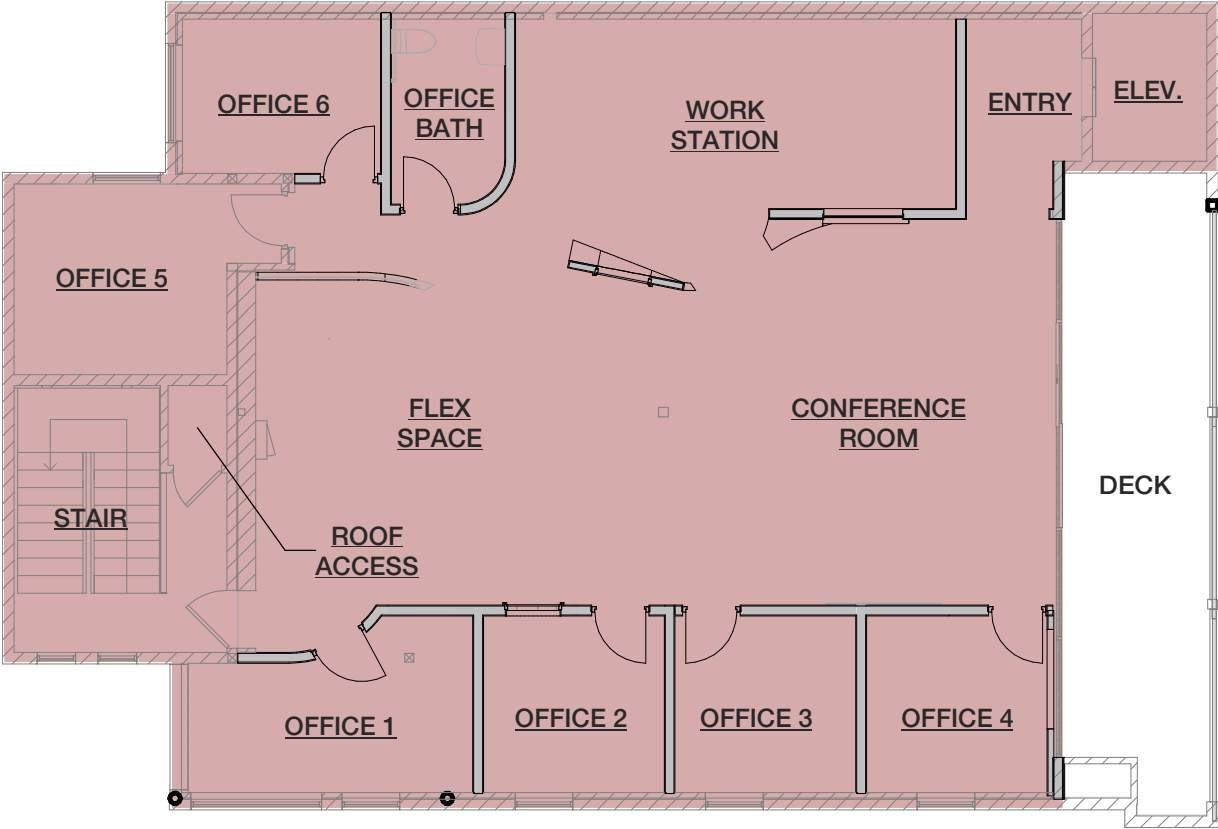 OFFICE 6
OFFICE
BATH
WORK
STATION
ENTRY
ELEV.
OFFICE 5
FLEX
SPACE
CONFERENCE
ROOM
DECK
STAIR
ROOF
ACCESS
OFFICE 1
OFFICE 2
OFFICE 3
OFFICE 4